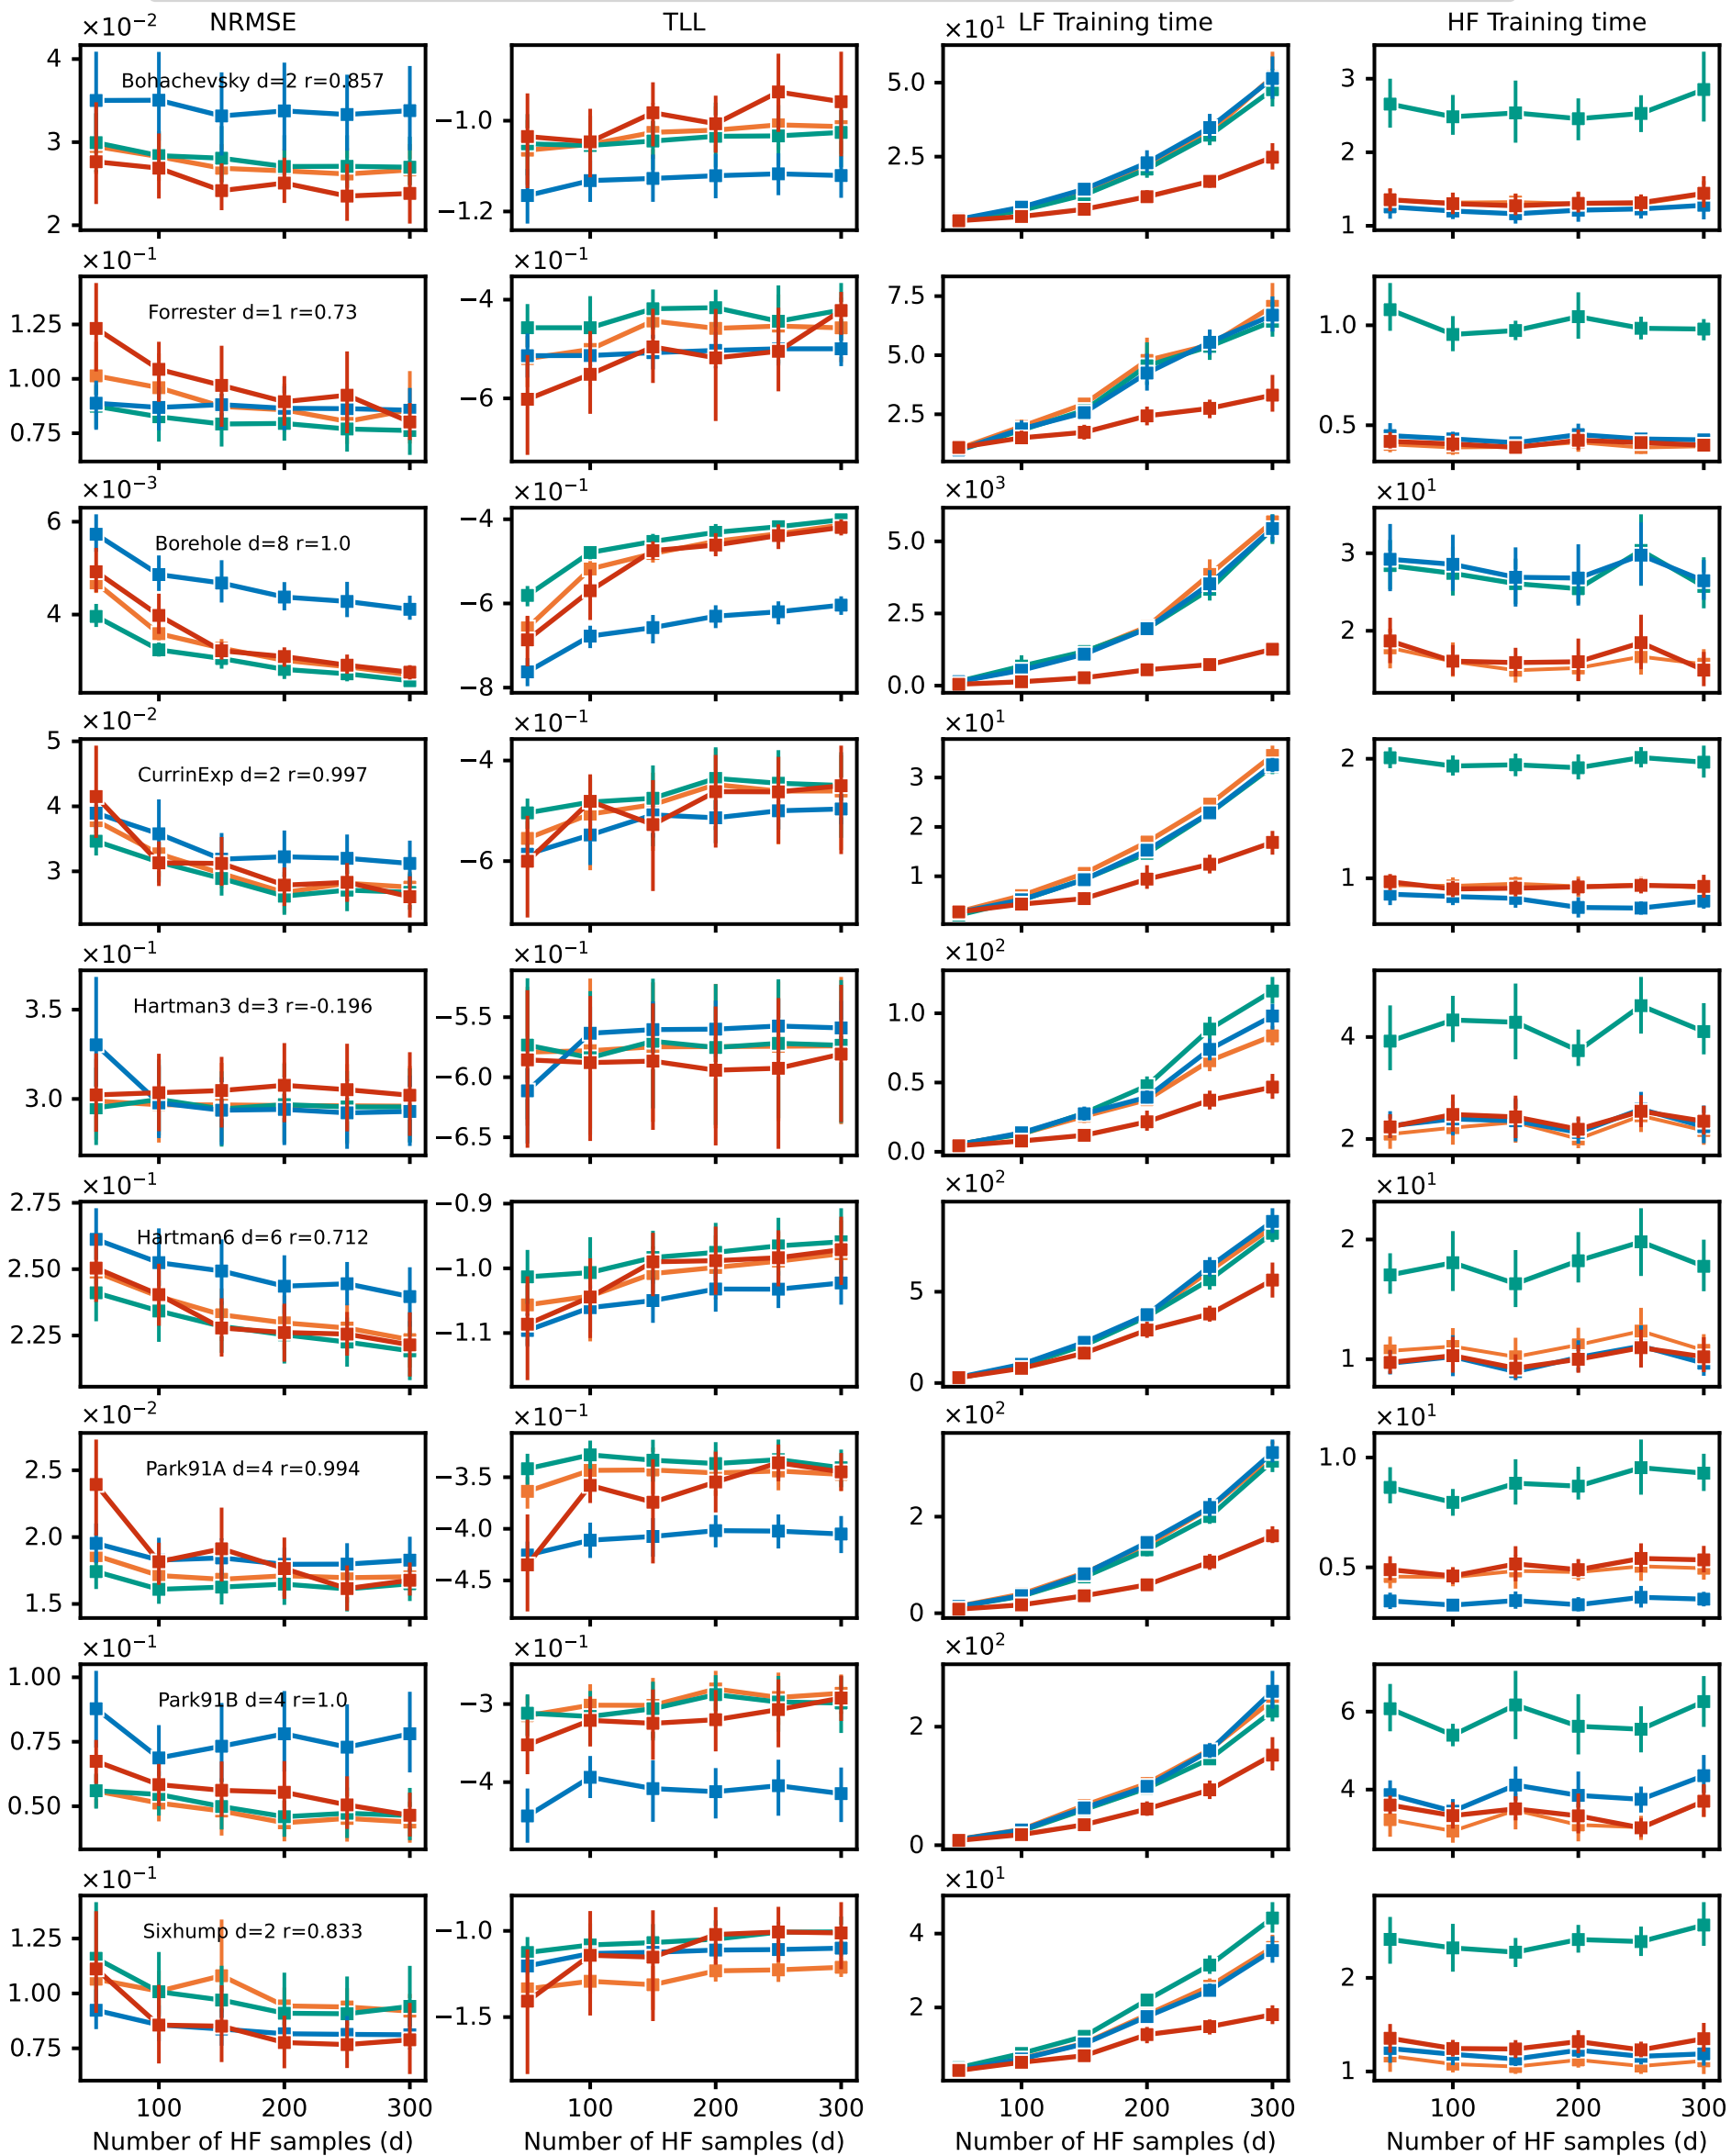 NRMSE TLL LF Training time HF Training time
×10⁻² ×10¹
Bohachevsky d=2 r=0.857
4 3 2
−1.0 −1.2
5.0 2.5
3 2 1
×10⁻¹ ×10⁻¹
Forrester d=1 r=0.73
1.25 1.00 0.75
−4 −6
7.5 5.0 2.5
1.0 0.5
×10⁻³ ×10⁻¹ ×10³ ×10¹
Borehole d=8 r=1.0
6 4
−4 −6 −8
5.0 2.5 0.0
3 2
×10⁻² ×10⁻¹ ×10¹
CurrinExp d=2 r=0.997
5 4 3
−4 −6
3 2 1
2 1
×10⁻¹ ×10⁻¹ ×10²
Hartman3 d=3 r=-0.196
3.5 3.0
−5.5 −6.0 −6.5
1.0 0.5 0.0
4 2
×10⁻¹ ×10² ×10¹
Hartman6 d=6 r=0.712
2.75 2.50 2.25
−0.9 −1.0 −1.1
5 0
2 1
×10⁻² ×10⁻¹ ×10² ×10¹
Park91A d=4 r=0.994
2.5 2.0 1.5
−3.5 −4.0 −4.5
2 0
1.0 0.5
×10⁻¹ ×10⁻¹ ×10²
Park91B d=4 r=1.0
1.00 0.75 0.50
−3 −4
2 0
6 4
×10⁻¹ ×10¹
Sixhump d=2 r=0.833
1.25 1.00 0.75
−1.0 −1.5
4 2
2 1
100 200 300 100 200 300 100 200 300 100 200 300
Number of HF samples (d) Number of HF samples (d) Number of HF samples (d) Number of HF samples (d)